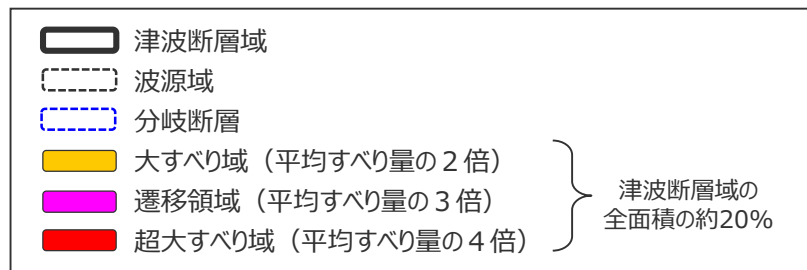 津波断層域
波源域
分岐断層
大すべり域（平均すべり量の２倍）
遷移領域（平均すべり量の３倍）
超大すべり域（平均すべり量の４倍）
津波断層域の
全面積の約20%